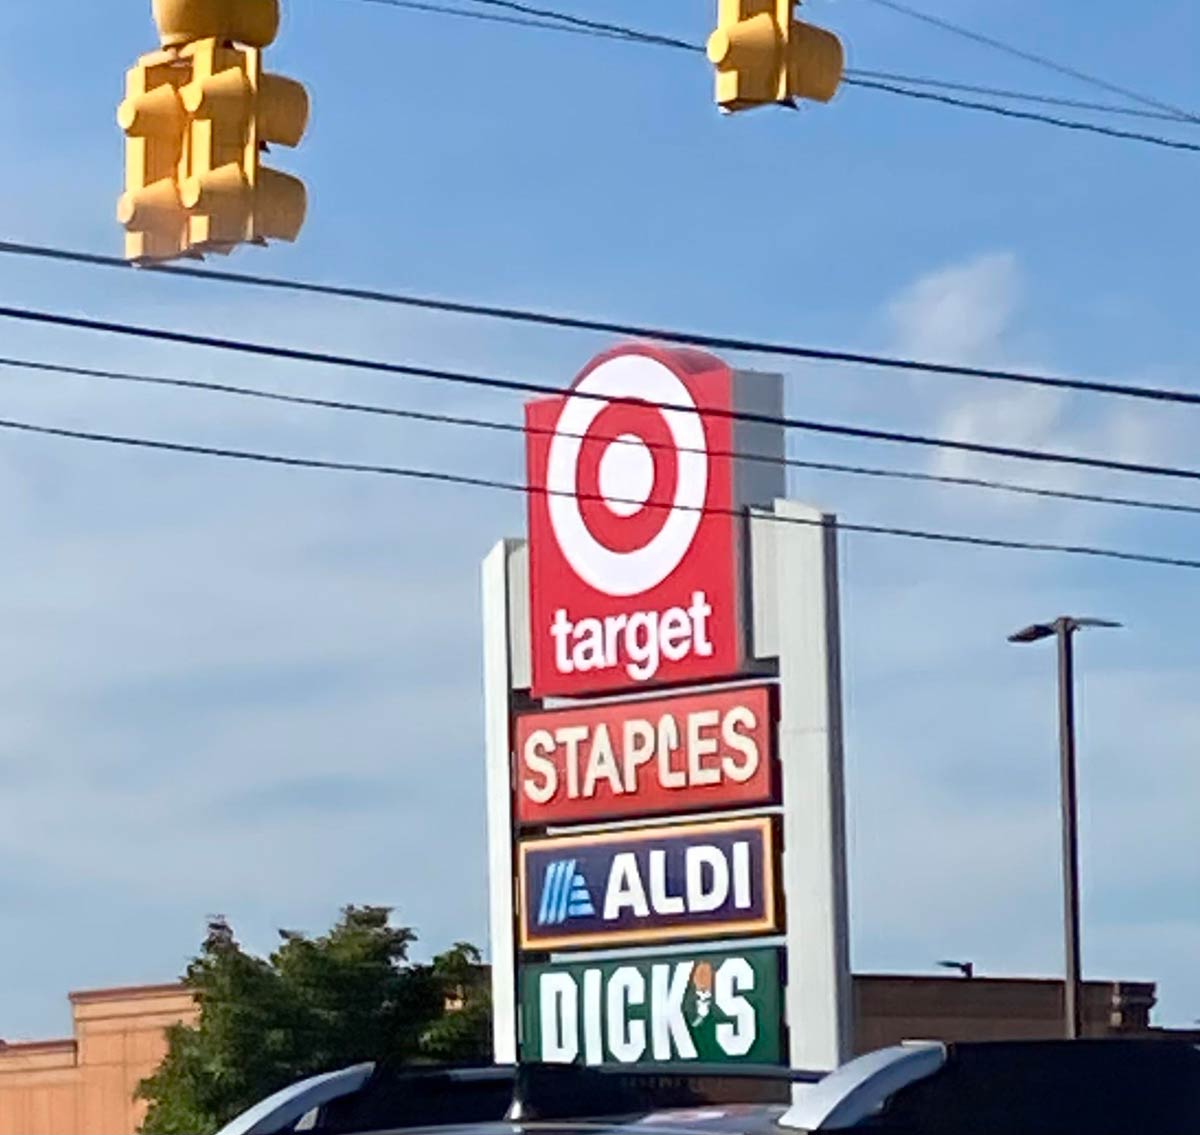 target
STAPLES
ALDI
DICK'S